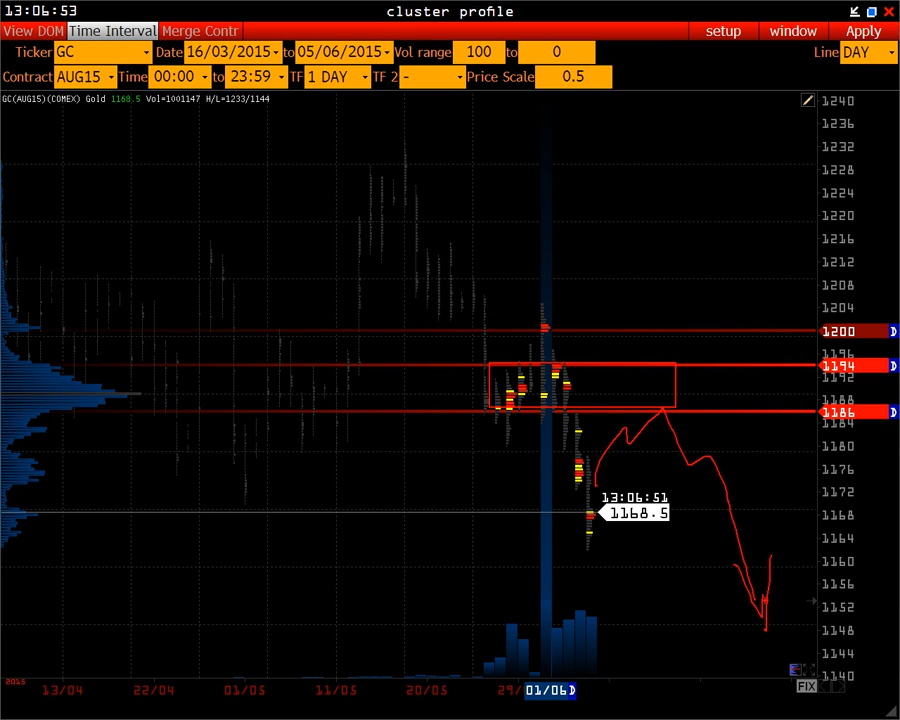 13:06:53 cluster profile
View DOM Time Interval Merge Contr setup window Apply
Ticker GC Date 16/03/2015 to 05/06/2015 Vol range 100 to 0 Line DAY
Contract AUG15 Time 00:00 to 23:59 TF 1 DAY TF 2 - Price Scale 0.5
GC(AUG15)(COMEX) Gold 1168.5 Vol=1001147 H/L=1233/1144
1240
1236
1232
1228
1224
1220
1216
1212
1208
1204
1200 D
1196
1194 D
1192
1188
1186 D
1184
1180
1176
1172
13:06:51
1168.5
1168
1164
1160
1156
1152
1148
1144
1140
FIX
2015
13/04 22/04 01/05 11/05 20/05 29/ 01/06 D